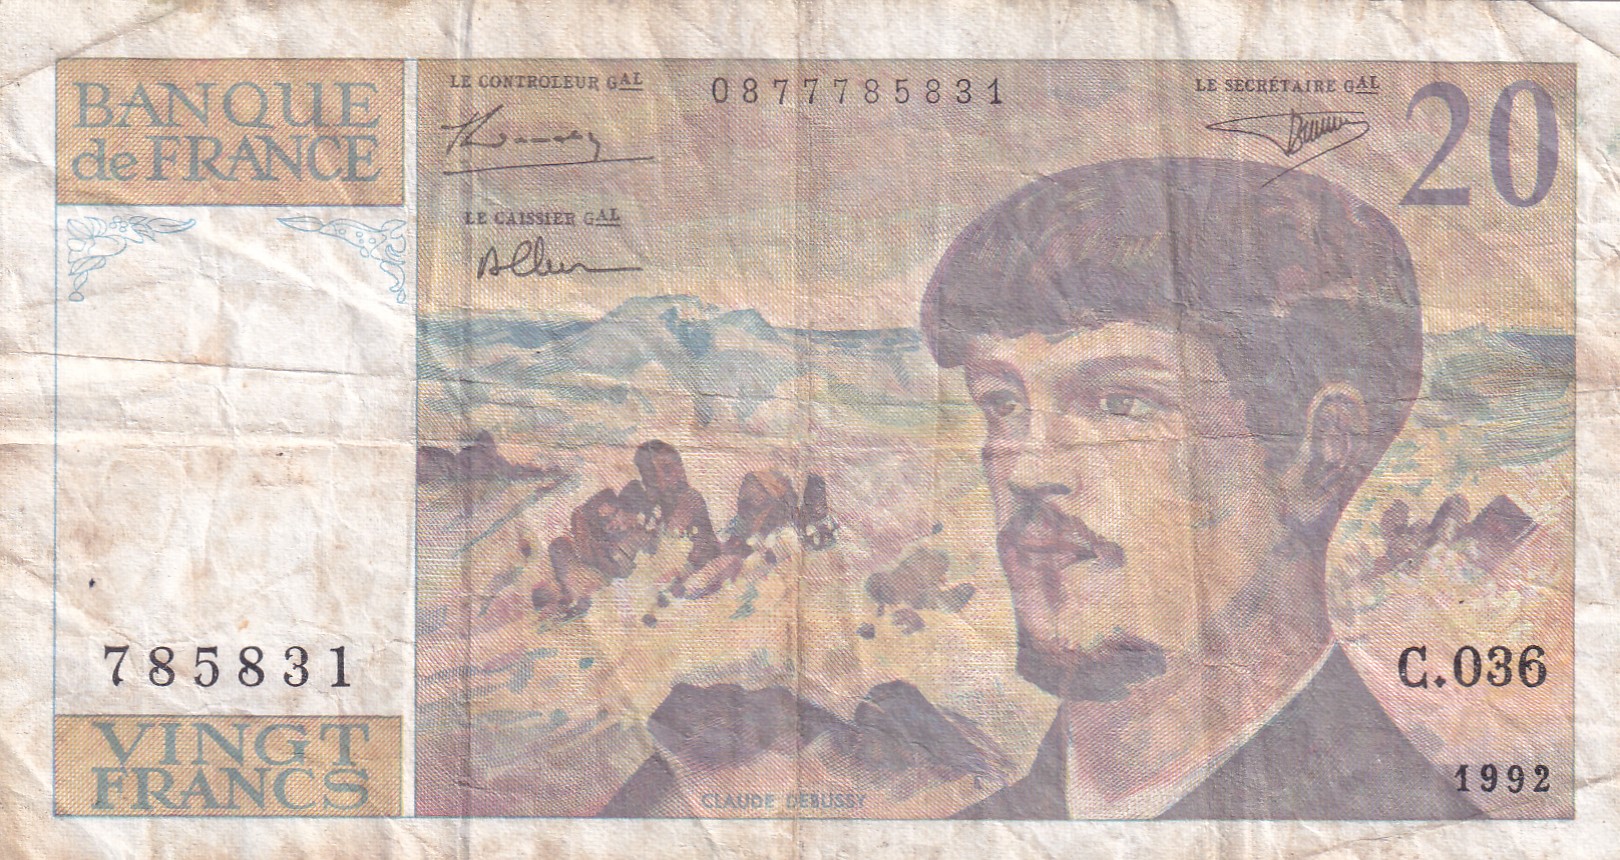 BANQUE
de FRANCE
LE CONTROLEUR GAL
0877785831
LE SECRÉTAIRE GAL
20
LE CAISSIER GAL
785831
C.036
VINGT
FRANCS
1992
CLAUDE DEBUSSY